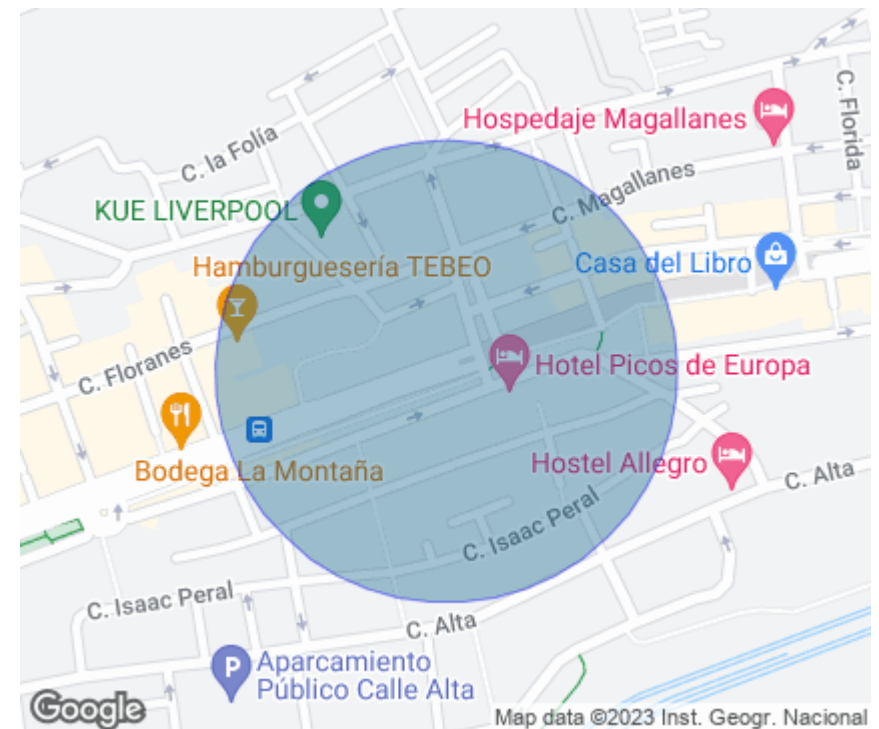 C. Florida
Hospedaje Magallanes
C. la Folía
C. Magallanes
KUE LIVERPOOL
Casa del Libro
Hamburguesería TEBEO
C. Floranes
Hotel Picos de Europa
Bodega La Montaña
Hostel Allegro
C. Alta
C. Isaac Peral
C. Isaac Peral
C. Alta
P
Aparcamiento
Público Calle Alta
Google
Map data ©2023 Inst. Geogr. Nacional